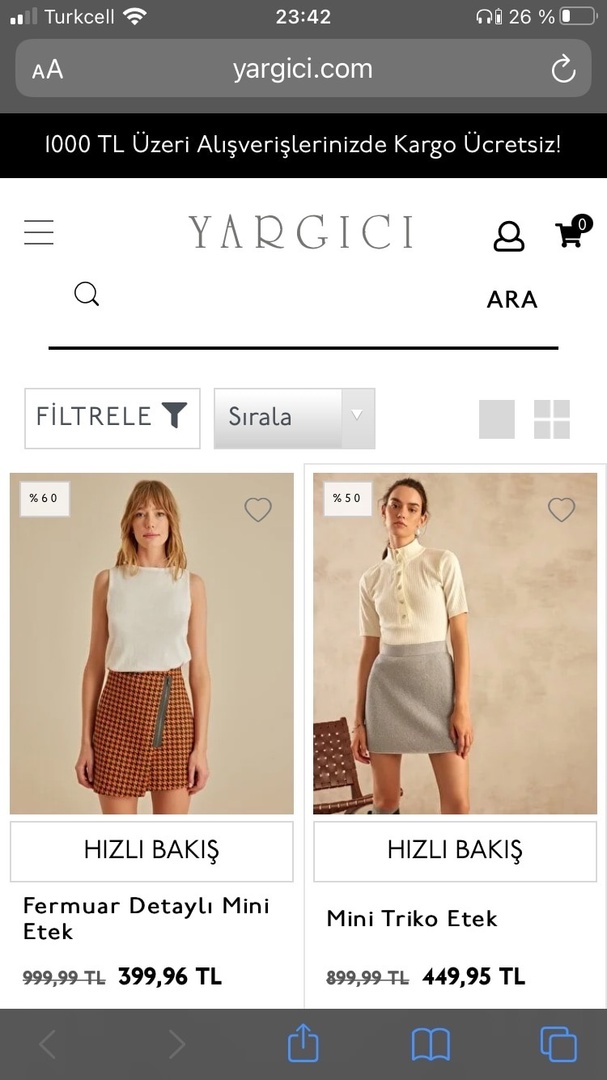 Turkcell 23:42 26 %
AA yargici.com
1000 TL Üzeri Alışverişlerinizde Kargo Ücretsiz!
YARGICI 0
ARA
FİLTRELE Sırala
%60 %50
HIZLI BAKIŞ HIZLI BAKIŞ
Fermuar Detaylı Mini
Etek
Mini Triko Etek
999,99 TL 399,96 TL 899,99 TL 449,95 TL